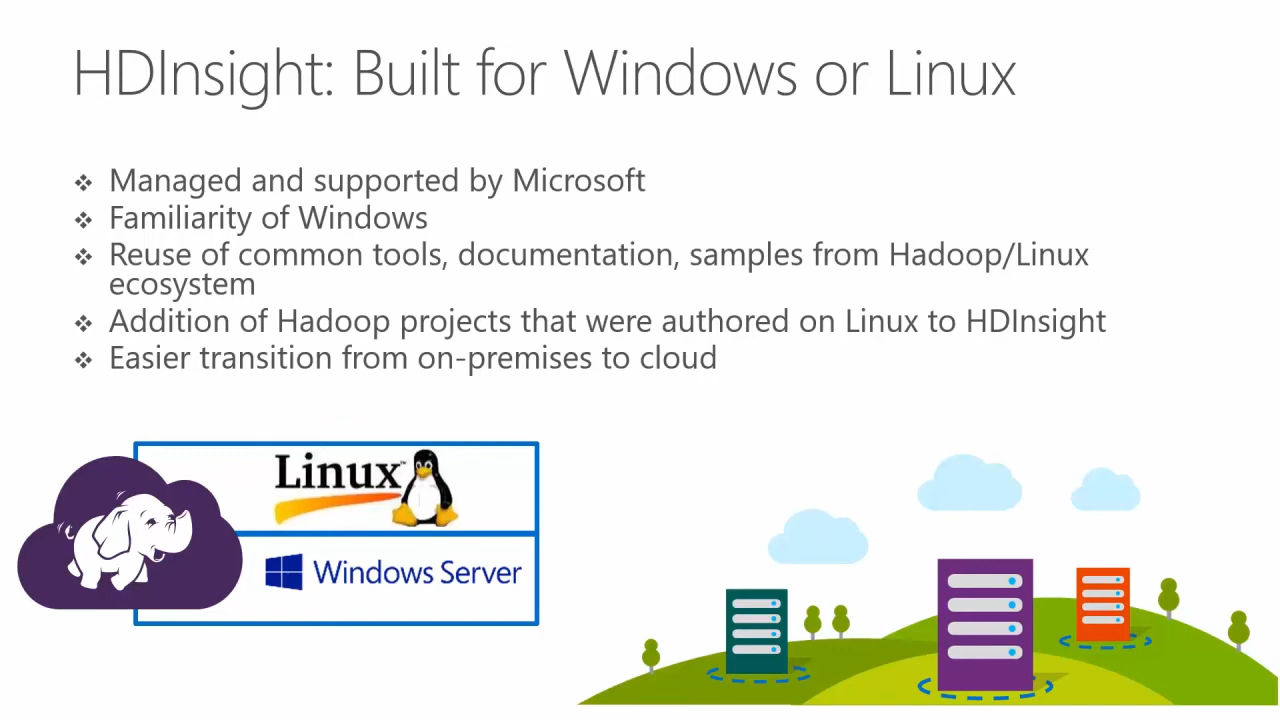 HDInsight: Built for Windows or Linux
❖ Managed and supported by Microsoft
❖ Familiarity of Windows
❖ Reuse of common tools, documentation, samples from Hadoop/Linux
ecosystem
❖ Addition of Hadoop projects that were authored on Linux to HDInsight
❖ Easier transition from on-premises to cloud
Linux™
Windows Server